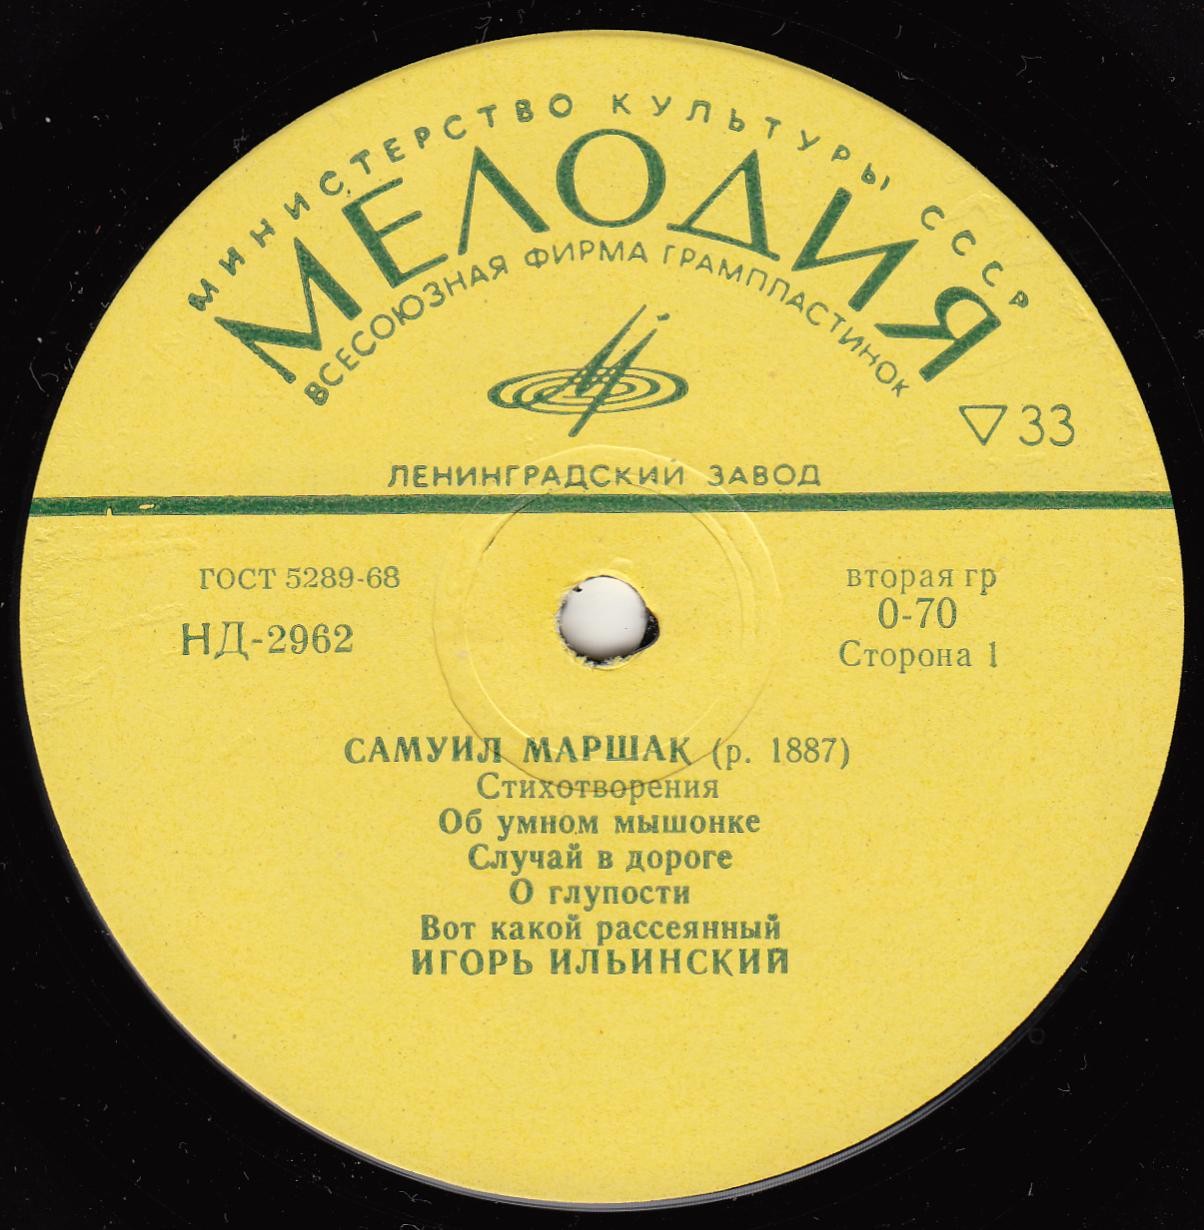 МИНИСТЕРСТВО КУЛЬТУРЫ СССР
МЕЛОДИЯ
ВСЕСОЮЗНАЯ ФИРМА ГРАМПЛАСТИНОК
▽33
ЛЕНИНГРАДСКИЙ ЗАВОД
ГОСТ 5289-68
вторая гр
НД-2962
0-70
Сторона 1
САМУИЛ МАРШАК (р. 1887)
Стихотворения
Об умном мышонке
Случай в дороге
О глупости
Вот какой рассеянный
ИГОРЬ ИЛЬИНСКИЙ